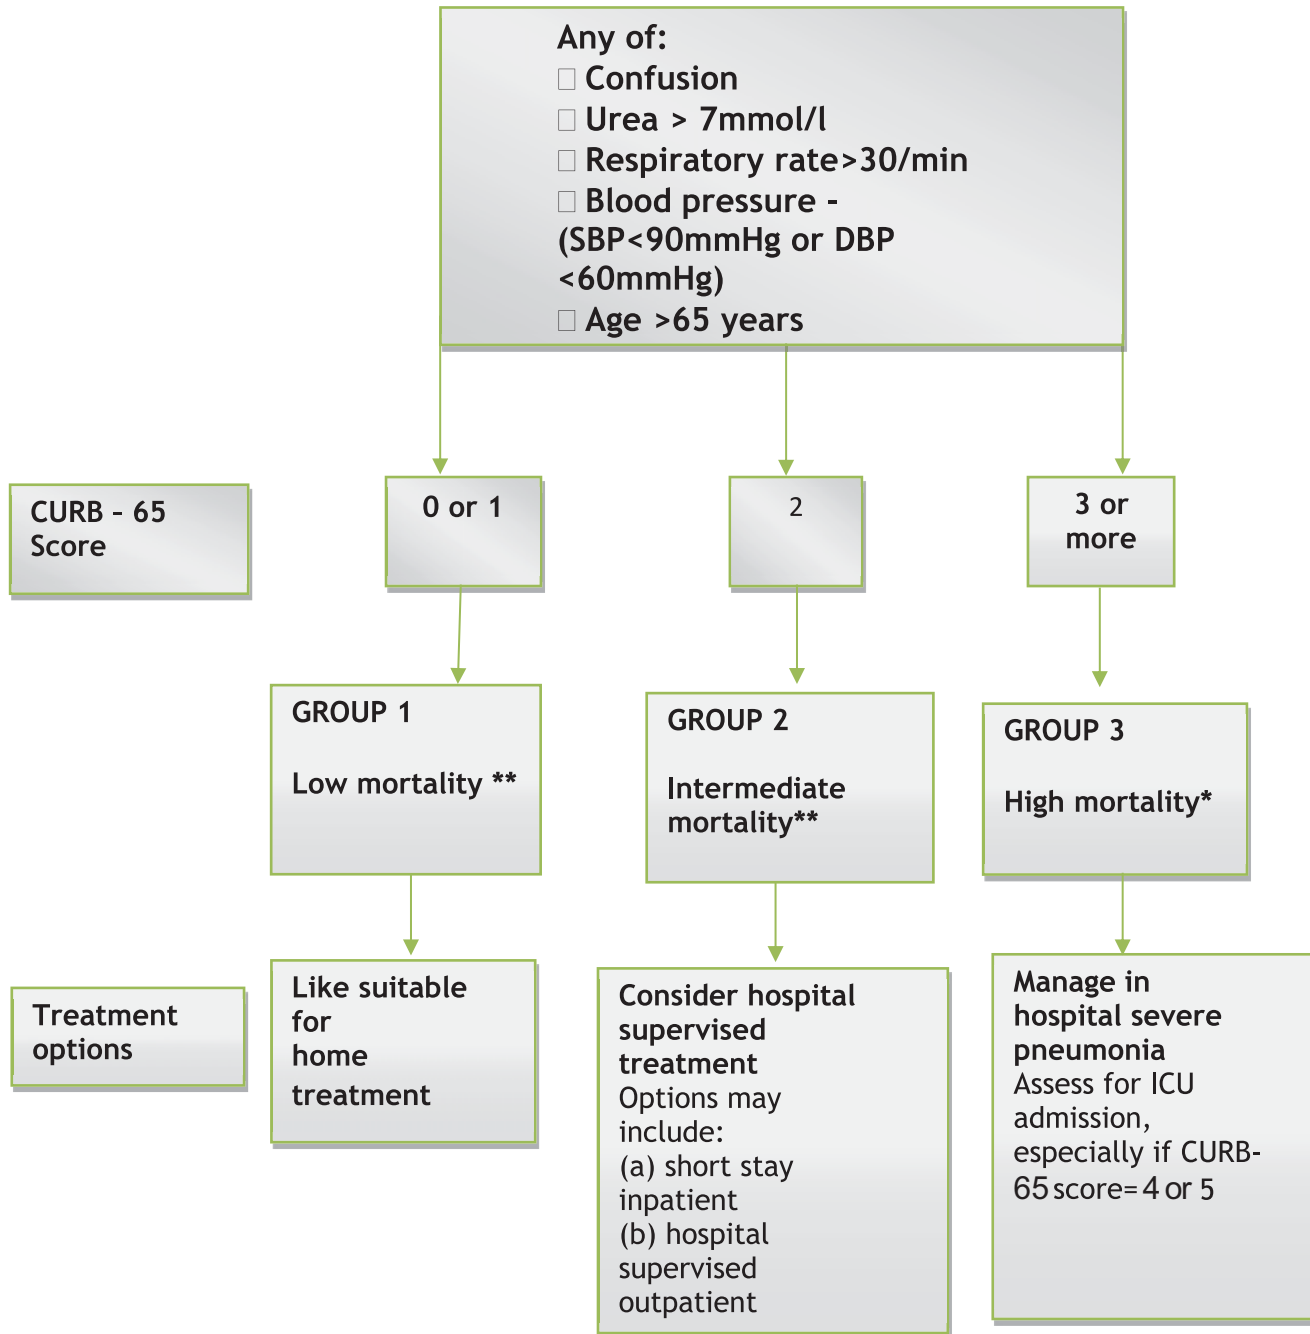 Any of:
□ Confusion
□ Urea > 7mmol/l
□ Respiratory rate>30/min
□ Blood pressure -
(SBP<90mmHg or DBP
<60mmHg)
□ Age >65 years
CURB - 65
Score
0 or 1
2
3 or
more
GROUP 1
Low mortality **
GROUP 2
Intermediate
mortality**
GROUP 3
High mortality*
Treatment
options
Like suitable
for
home
treatment
Consider hospital
supervised
treatment
Options may
include:
(a) short stay
inpatient
(b) hospital
supervised
outpatient
Manage in
hospital severe
pneumonia
Assess for ICU
admission,
especially if CURB-
65 score= 4 or 5